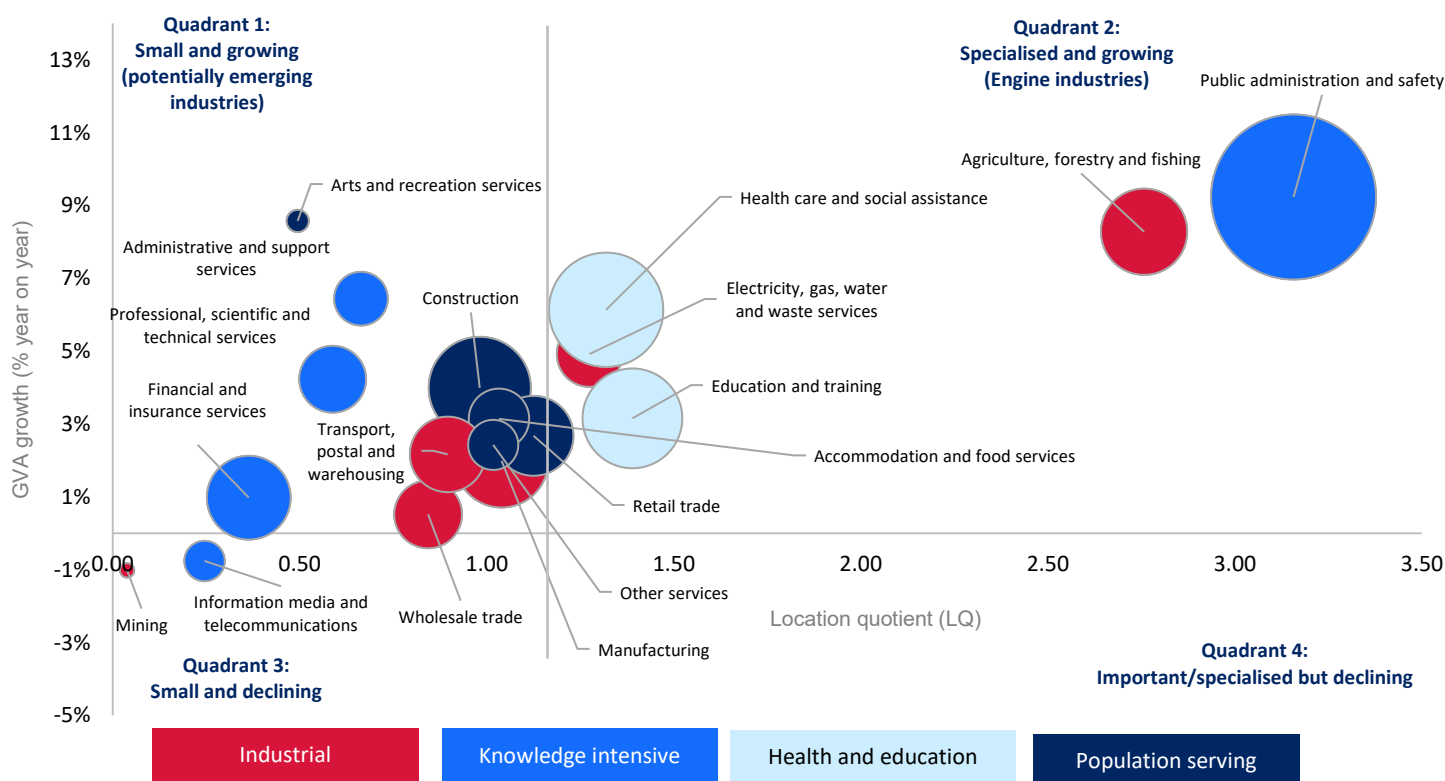 Quadrant 1:
Small and growing
(potentially emerging
industries)
Quadrant 2:
Specialised and growing
(Engine industries)
Public administration and safety
Agriculture, forestry and fishing
Arts and recreation services
Health care and social assistance
Administrative and support
services
Electricity, gas, water
and waste services
Construction
Professional, scientific and
technical services
Education and training
Financial and
insurance services
Transport,
postal and
warehousing
Accommodation and food services
Retail trade
Other services
Manufacturing
Wholesale trade
Information media and
telecommunications
Mining
Quadrant 3:
Small and declining
Quadrant 4:
Important/specialised but declining
GVA growth (% year on year)
13%
11%
9%
7%
5%
3%
1%
-1%
-3%
-5%
0.00
0.50
1.00
1.50
2.00
2.50
3.00
3.50
Location quotient (LQ)
Industrial
Knowledge intensive
Health and education
Population serving